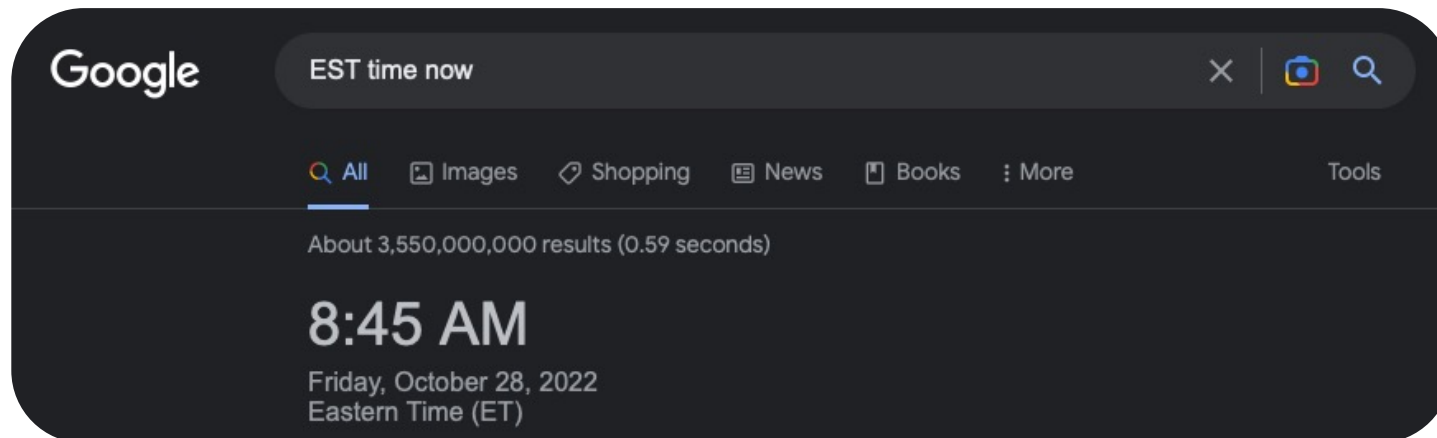 Google
EST time now
All Images Shopping News Books More Tools
About 3,550,000,000 results (0.59 seconds)
8:45 AM
Friday, October 28, 2022
Eastern Time (ET)